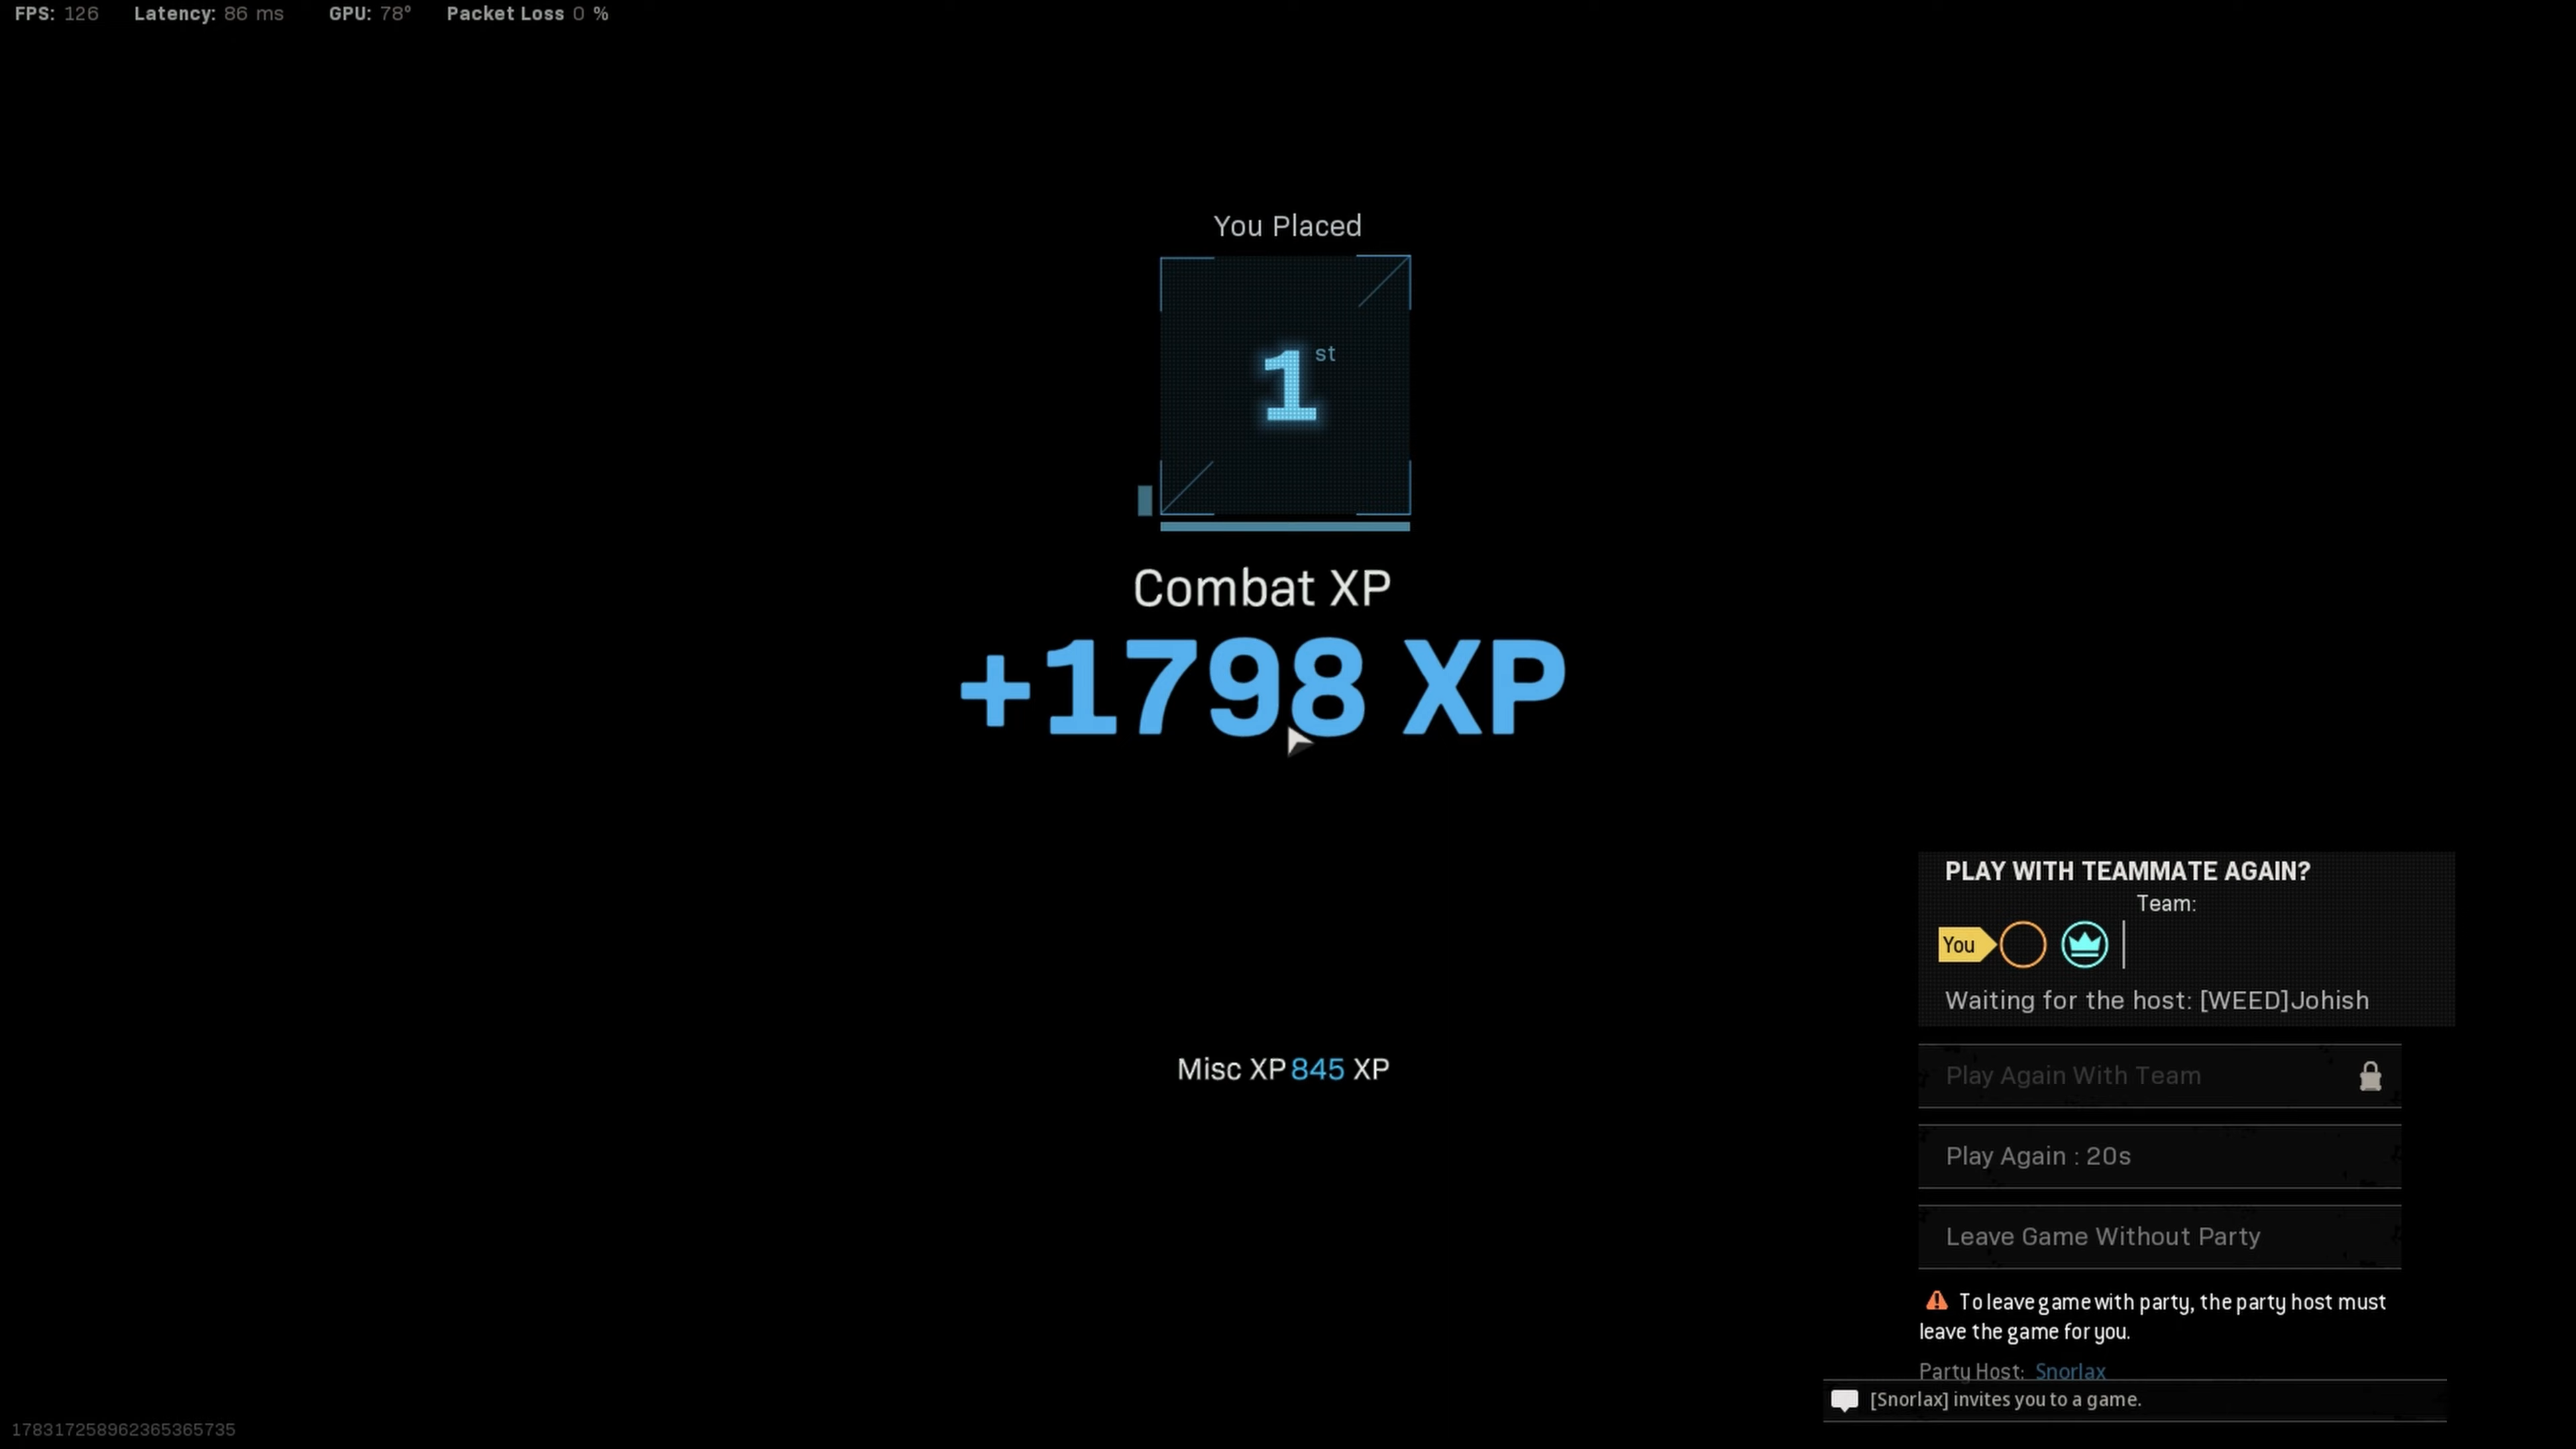 FPS: 126 Latency: 86 ms GPU: 78° Packet Loss 0 %
You Placed
1st
Combat XP
+1798 XP
Misc XP 845 XP
PLAY WITH TEAMMATE AGAIN?
Team:
You
Waiting for the host: [WEED]Johish
Play Again With Team
Play Again : 20s
Leave Game Without Party
To leave game with party, the party host must
leave the game for you.
Party Host: Snorlax
[Snorlax] invites you to a game.
178317258962365365735